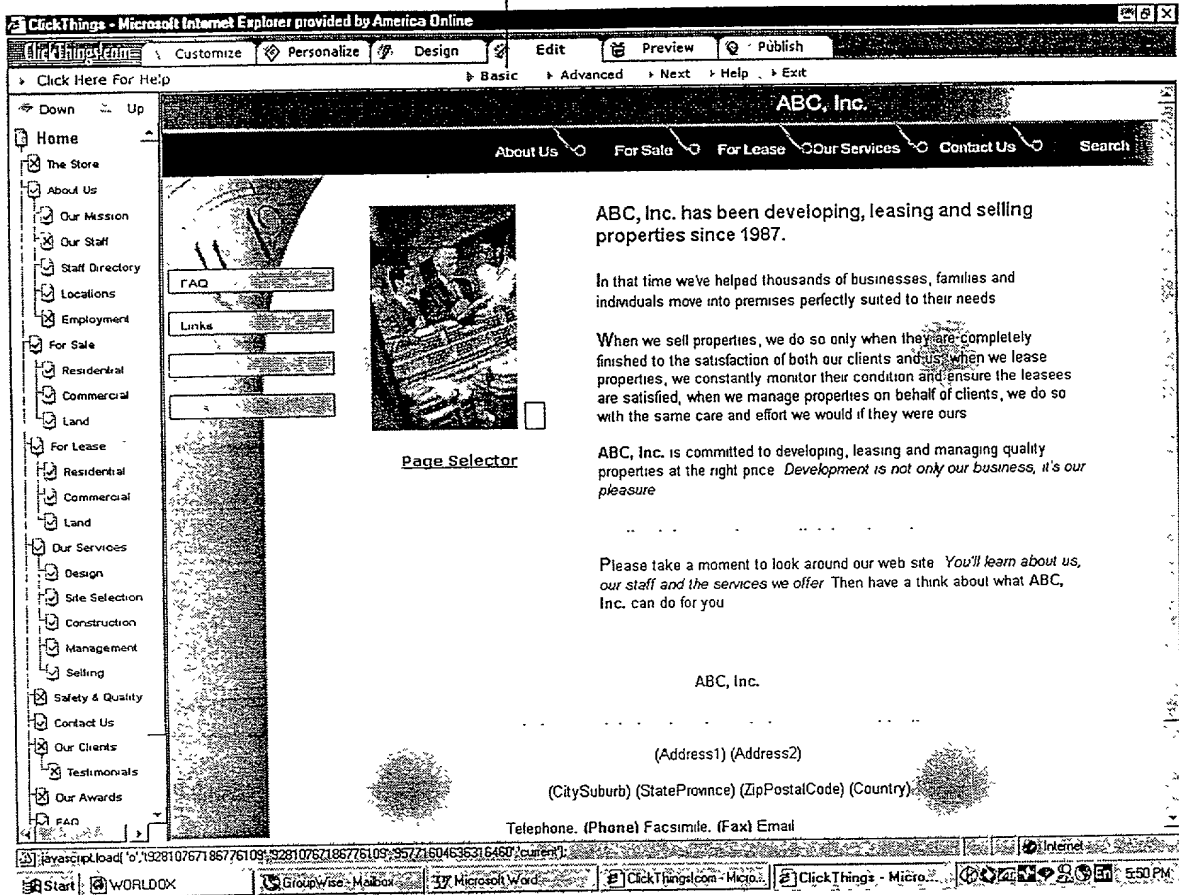 ClickThings - Microsoft Internet Explorer provided by America Online
ClickThings.com Customize Personalize Design Edit Preview Publish
Click Here For Help Basic Advanced Next Help Exit
Down Up
Home
The Store
About Us
Our Mission
Our Staff
Staff Directory
Locations
Employment
For Sale
Residential
Commercial
Land
For Lease
Residential
Commercial
Land
Our Services
Design
Site Selection
Construction
Management
Selling
Safety & Quality
Contact Us
Our Clients
Testimonials
Our Awards
FAQ
ABC, Inc.
About Us For Sale For Lease Our Services Contact Us Search
FAQ
Links
Page Selector
ABC, Inc. has been developing, leasing and selling
properties since 1987.
In that time we've helped thousands of businesses, families and
individuals move into premises perfectly suited to their needs
When we sell properties, we do so only when they are completely
finished to the satisfaction of both our clients and us, when we lease
properties, we constantly monitor their condition and ensure the leasees
are satisfied, when we manage properties on behalf of clients, we do so
with the same care and effort we would if they were ours
ABC, Inc. is committed to developing, leasing and managing quality
properties at the right price Development is not only our business, it's our
pleasure
Please take a moment to look around our web site You'll learn about us,
our staff and the services we offer Then have a think about what ABC,
Inc. can do for you
ABC, Inc.
(Address1) (Address2)
(CitySuburb) (StateProvince) (ZipPostalCode) (Country)
Telephone. (Phone) Facsimile. (Fax) Email
javascript:load( 'o','192810767186776109','92810767186776109','95771604636316460','current'); Internet
Start WORLDOX GroupWise - Mailbox Microsoft Word - ClickThings.com - Micro... ClickThings - Micro... 5:50 PM